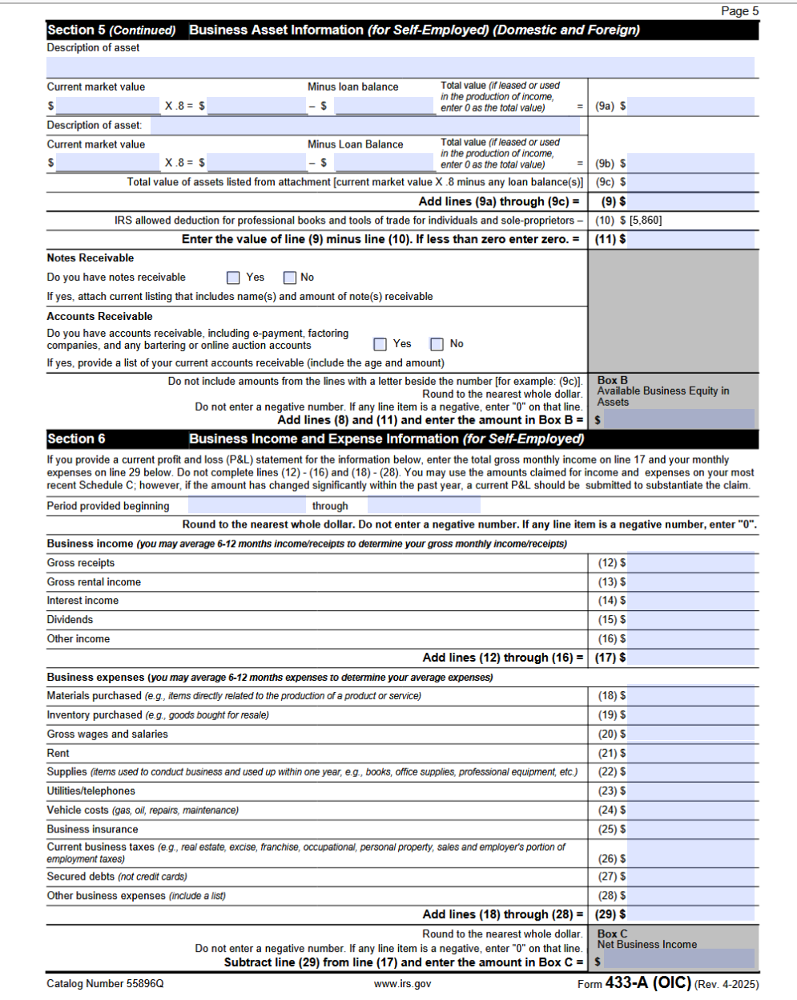 Page 5
Section 5 (Continued) Business Asset Information (for Self-Employed) (Domestic and Foreign)
Description of asset
Current market value Minus loan balance Total value (if leased or used
in the production of income,
$ X .8 = $ – $ enter 0 as the total value) = (9a) $
Description of asset:
Current market value Minus Loan Balance Total value (if leased or used
in the production of income,
$ X .8 = $ – $ enter 0 as the total value) = (9b) $
Total value of assets listed from attachment [current market value X .8 minus any loan balance(s)] (9c) $
Add lines (9a) through (9c) = (9) $
IRS allowed deduction for professional books and tools of trade for individuals and sole-proprietors – (10) $ [5,860]
Enter the value of line (9) minus line (10). If less than zero enter zero. = (11) $
Notes Receivable
Do you have notes receivable Yes No
If yes, attach current listing that includes name(s) and amount of note(s) receivable
Accounts Receivable
Do you have accounts receivable, including e-payment, factoring
companies, and any bartering or online auction accounts Yes No
If yes, provide a list of your current accounts receivable (include the age and amount)
Do not include amounts from the lines with a letter beside the number [for example: (9c)].
Round to the nearest whole dollar.
Do not enter a negative number. If any line item is a negative, enter "0" on that line.
Add lines (8) and (11) and enter the amount in Box B =
Box B
Available Business Equity in
Assets
$
Section 6 Business Income and Expense Information (for Self-Employed)
If you provide a current profit and loss (P&L) statement for the information below, enter the total gross monthly income on line 17 and your monthly
expenses on line 29 below. Do not complete lines (12) - (16) and (18) - (28). You may use the amounts claimed for income and expenses on your most
recent Schedule C; however, if the amount has changed significantly within the past year, a current P&L should be submitted to substantiate the claim.
Period provided beginning through
Round to the nearest whole dollar. Do not enter a negative number. If any line item is a negative number, enter "0".
Business income (you may average 6-12 months income/receipts to determine your gross monthly income/receipts)
Gross receipts (12) $
Gross rental income (13) $
Interest income (14) $
Dividends (15) $
Other income (16) $
Add lines (12) through (16) = (17) $
Business expenses (you may average 6-12 months expenses to determine your average expenses)
Materials purchased (e.g., items directly related to the production of a product or service) (18) $
Inventory purchased (e.g., goods bought for resale) (19) $
Gross wages and salaries (20) $
Rent (21) $
Supplies (items used to conduct business and used up within one year, e.g., books, office supplies, professional equipment, etc.) (22) $
Utilities/telephones (23) $
Vehicle costs (gas, oil, repairs, maintenance) (24) $
Business insurance (25) $
Current business taxes (e.g., real estate, excise, franchise, occupational, personal property, sales and employer's portion of
employment taxes) (26) $
Secured debts (not credit cards) (27) $
Other business expenses (include a list) (28) $
Add lines (18) through (28) = (29) $
Round to the nearest whole dollar.
Do not enter a negative number. If any line item is a negative, enter "0" on that line.
Subtract line (29) from line (17) and enter the amount in Box C =
Box C
Net Business Income
$
Catalog Number 55896Q www.irs.gov Form 433-A (OIC) (Rev. 4-2025)